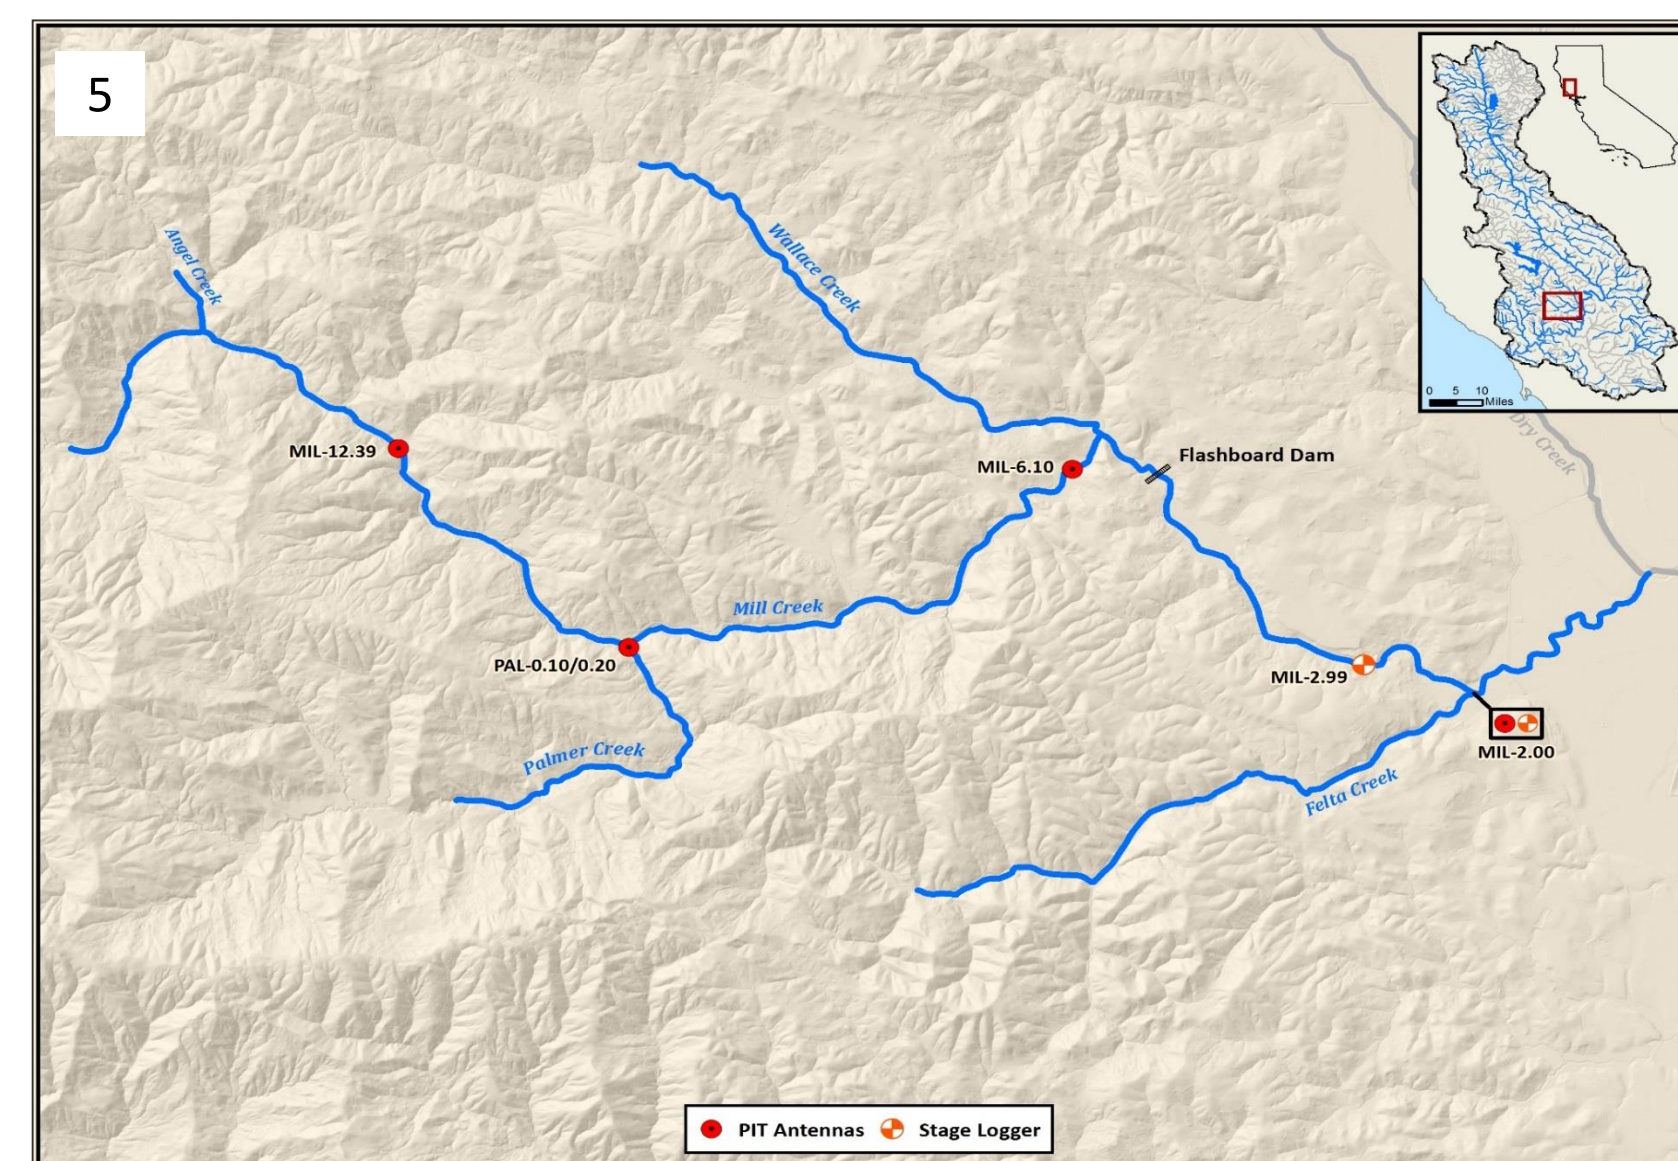 5
Angel Creek
Wallace Creek
0 5 10
Miles
Dry Creek
MIL-12.39
MIL-6.10
Flashboard Dam
Mill Creek
PAL-0.10/0.20
MIL-2.99
Palmer Creek
MIL-2.00
Felta Creek
PIT Antennas
Stage Logger